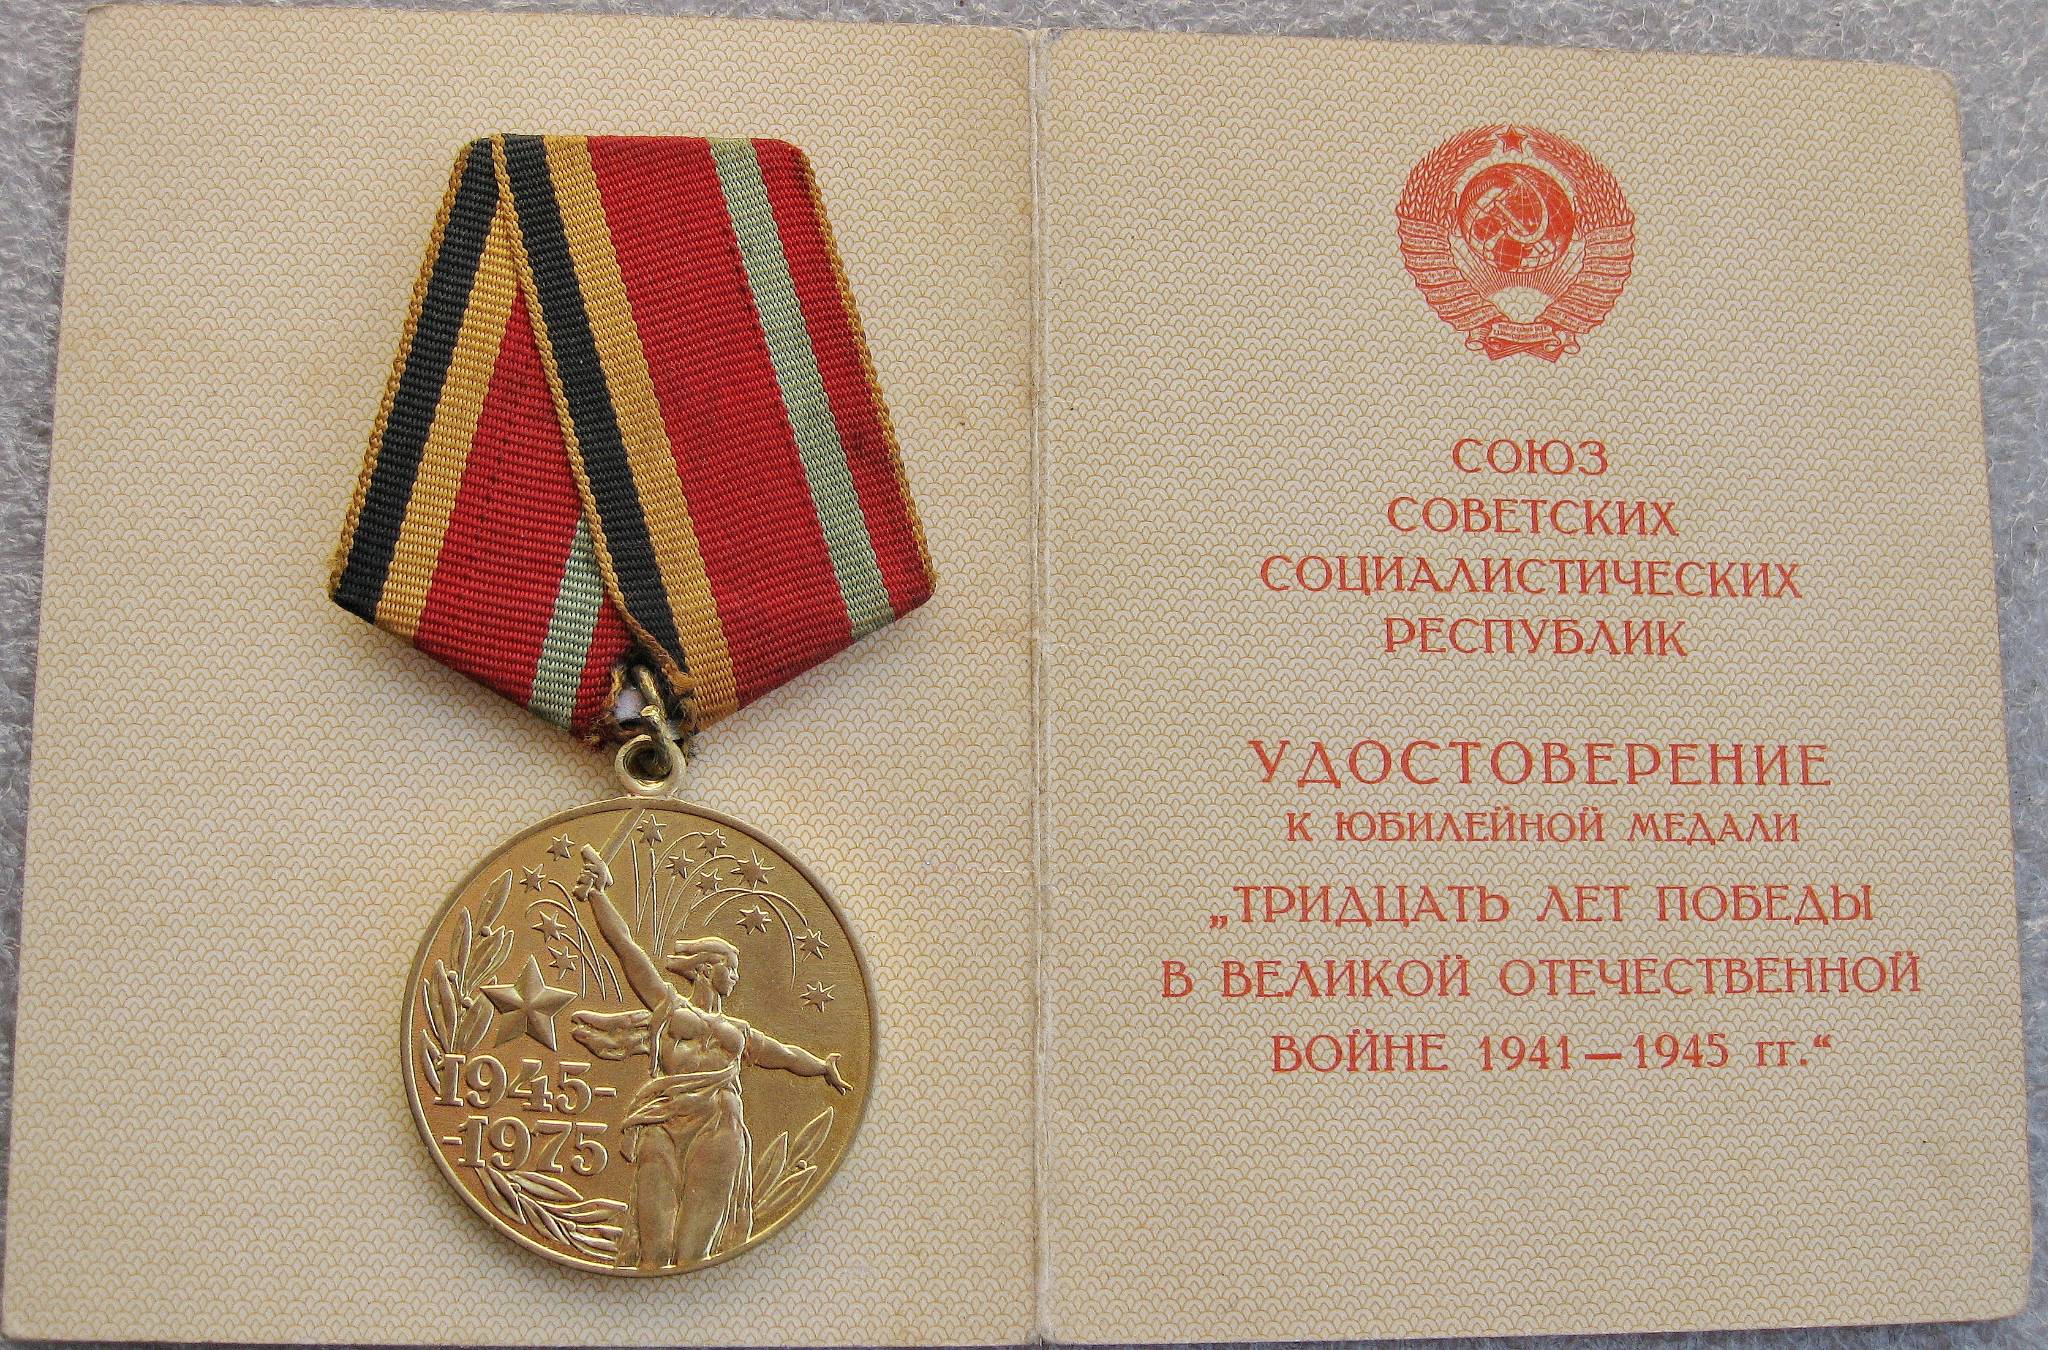 1945-
-1975
СОЮЗ
СОВЕТСКИХ
СОЦИАЛИСТИЧЕСКИХ
РЕСПУБЛИК
УДОСТОВЕРЕНИЕ
К ЮБИЛЕЙНОЙ МЕДАЛИ
„ТРИДЦАТЬ ЛЕТ ПОБЕДЫ
В ВЕЛИКОЙ ОТЕЧЕСТВЕННОЙ
ВОЙНЕ 1941—1945 гг.“